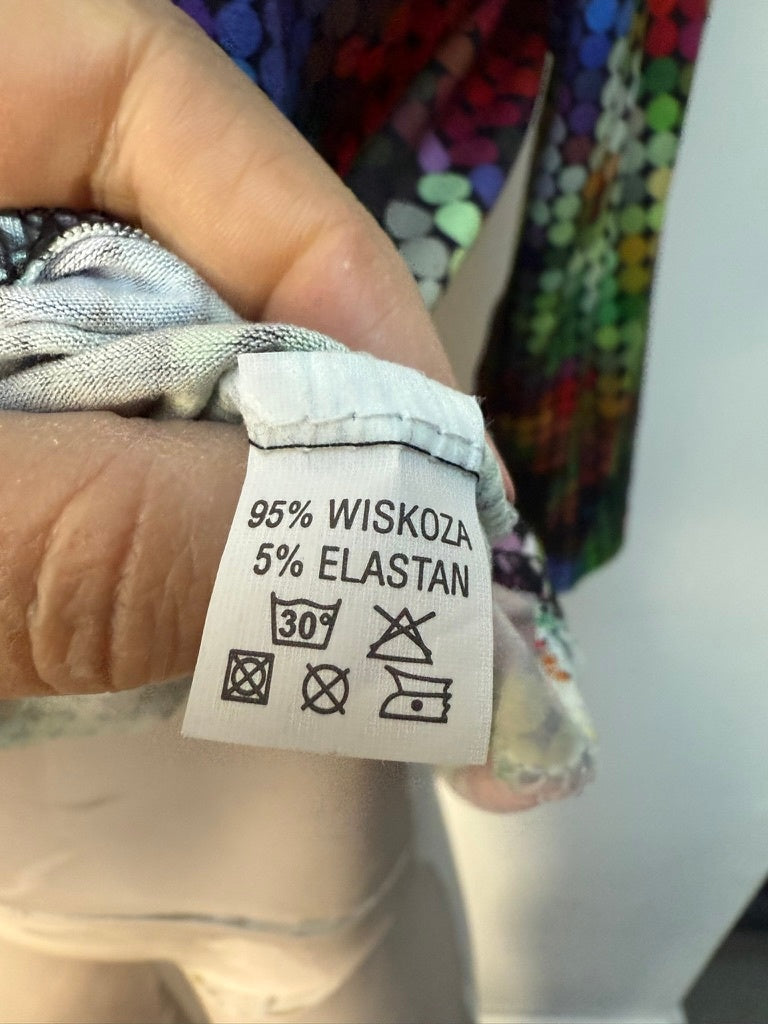 95% WISKOZA
5% ELASTAN
30°